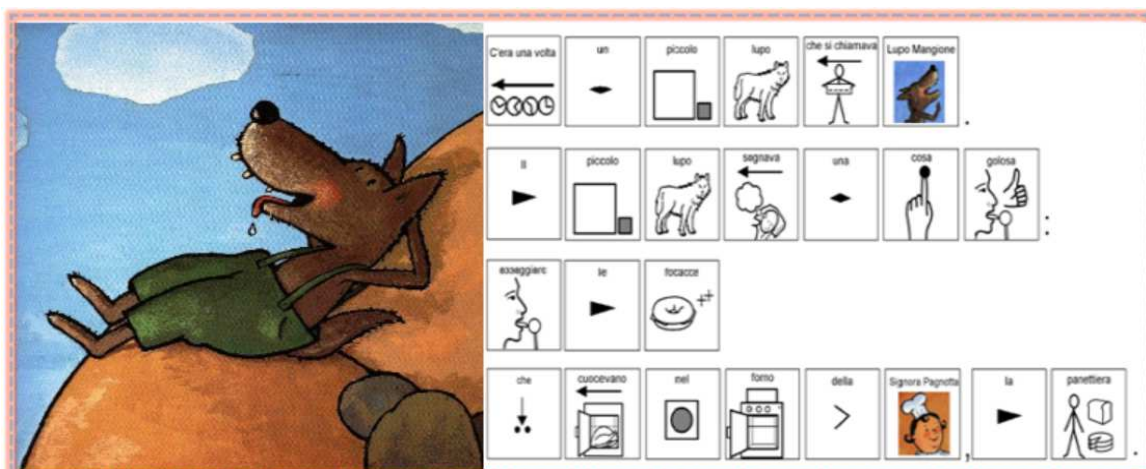 C'era una volta un piccolo lupo che si chiamava Lupo Mangione .
Il piccolo lupo sognava una cosa golosa :
assaggiare le focacce
che cuocevano nel forno della Signora Pagnotta , la panettiera .